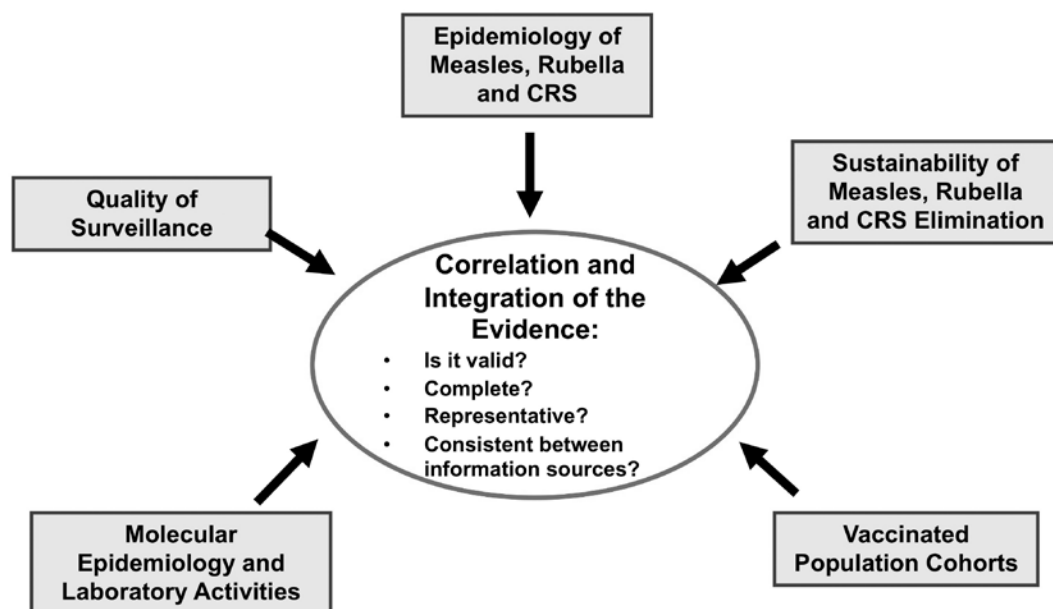 Epidemiology of
Measles, Rubella
and CRS
Quality of
Surveillance
Sustainability of
Measles, Rubella
and CRS Elimination
Correlation and
Integration of the
Evidence:
• Is it valid?
• Complete?
• Representative?
• Consistent between
information sources?
Molecular
Epidemiology and
Laboratory Activities
Vaccinated
Population Cohorts